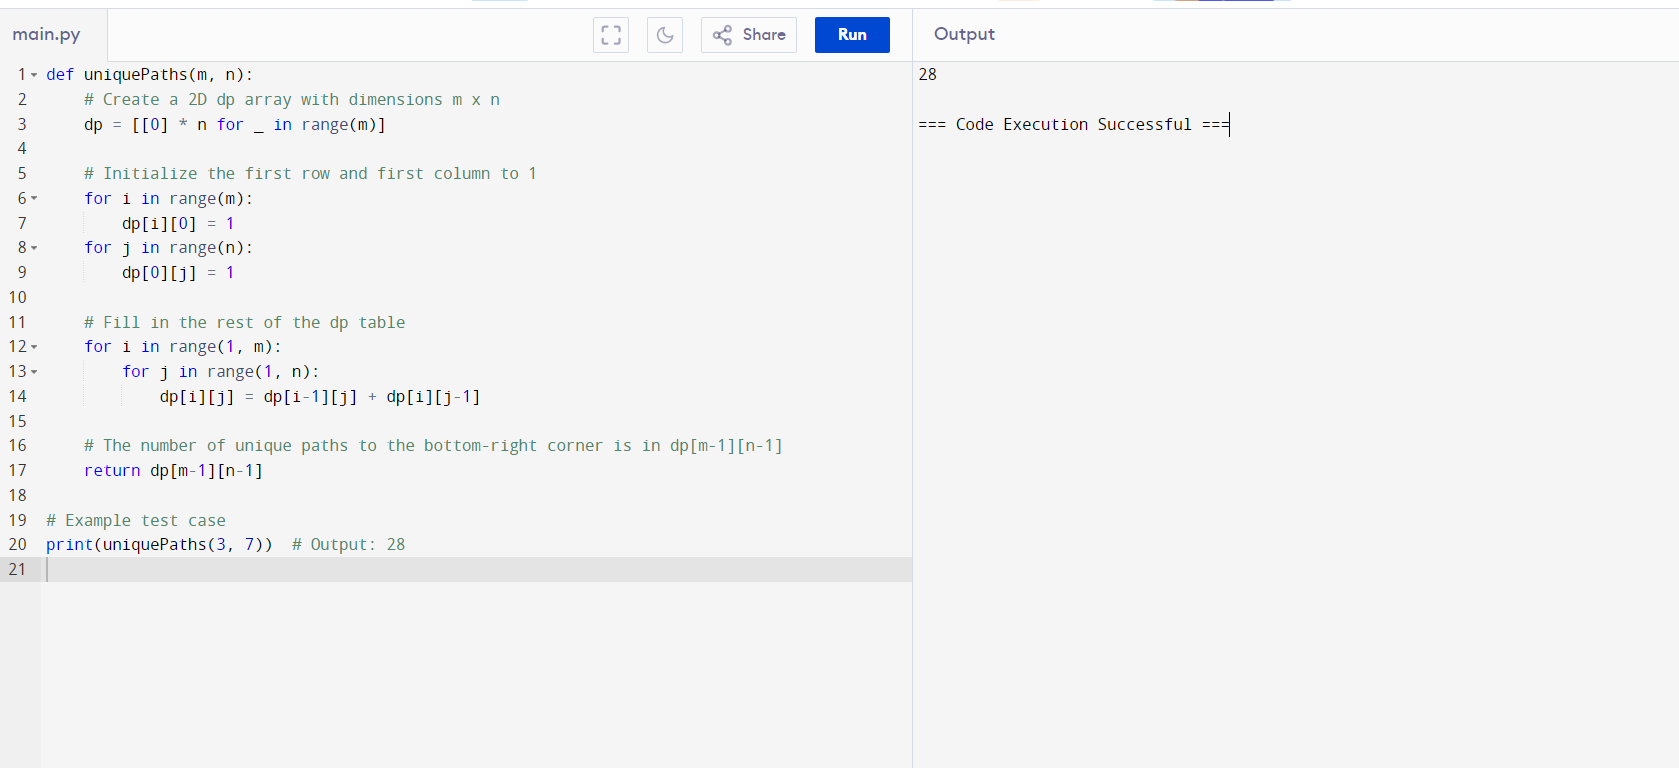 main.py
Share
Run
Output
1 def uniquePaths(m, n):
2     # Create a 2D dp array with dimensions m x n
3     dp = [[0] * n for _ in range(m)]
4
5     # Initialize the first row and first column to 1
6     for i in range(m):
7         dp[i][0] = 1
8     for j in range(n):
9         dp[0][j] = 1
10
11     # Fill in the rest of the dp table
12     for i in range(1, m):
13         for j in range(1, n):
14             dp[i][j] = dp[i-1][j] + dp[i][j-1]
15
16     # The number of unique paths to the bottom-right corner is in dp[m-1][n-1]
17     return dp[m-1][n-1]
18
19 # Example test case
20 print(uniquePaths(3, 7))  # Output: 28
21
28
=== Code Execution Successful ===